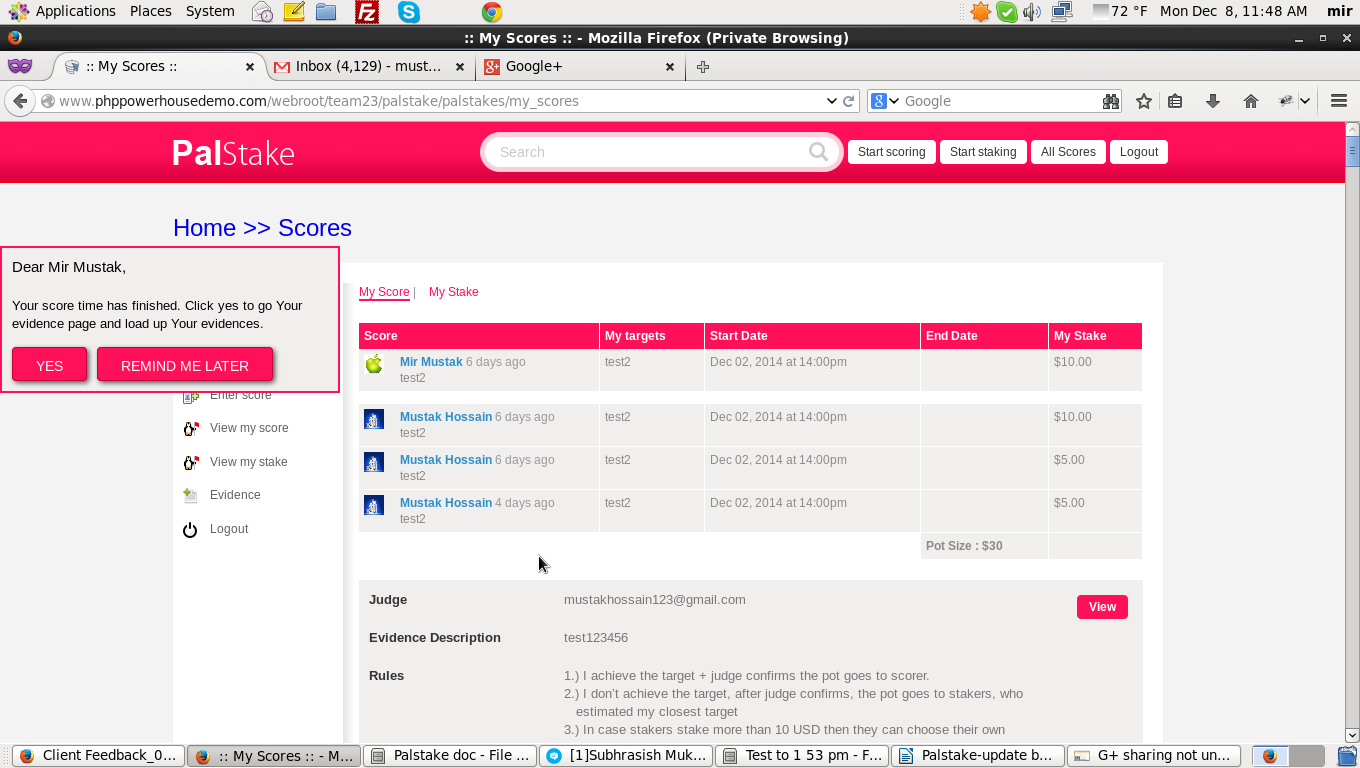 Applications Places System
72 °F Mon Dec 8, 11:48 AM mir
:: My Scores :: - Mozilla Firefox (Private Browsing)
:: My Scores ::
Inbox (4,129) - must...
Google+
www.phppowerhousedemo.com/webroot/team23/palstake/palstakes/my_scores
Google
PalStake
Search
Start scoring
Start staking
All Scores
Logout
Home >> Scores
Dear Mir Mustak,
Your score time has finished. Click yes to go Your
evidence page and load up Your evidences.
YES
REMIND ME LATER
Enter score
View my score
View my stake
Evidence
Logout
My Score | My Stake
Score My targets Start Date End Date My Stake
Mir Mustak 6 days ago test2 Dec 02, 2014 at 14:00pm $10.00
test2
Mustak Hossain 6 days ago test2 Dec 02, 2014 at 14:00pm $10.00
test2
Mustak Hossain 6 days ago test2 Dec 02, 2014 at 14:00pm $5.00
test2
Mustak Hossain 4 days ago test2 Dec 02, 2014 at 14:00pm $5.00
test2
Pot Size : $30
Judge mustakhossain123@gmail.com
View
Evidence Description test123456
Rules 1.) I achieve the target + judge confirms the pot goes to scorer.
2.) I don't achieve the target, after judge confirms, the pot goes to stakers, who
estimated my closest target
3.) In case stakers stake more than 10 USD then they can choose their own
Client Feedback_0...
:: My Scores :: - M...
Palstake doc - File ...
[1]Subhrasish Muk...
Test to 1 53 pm - F...
Palstake-update b...
G+ sharing not un...